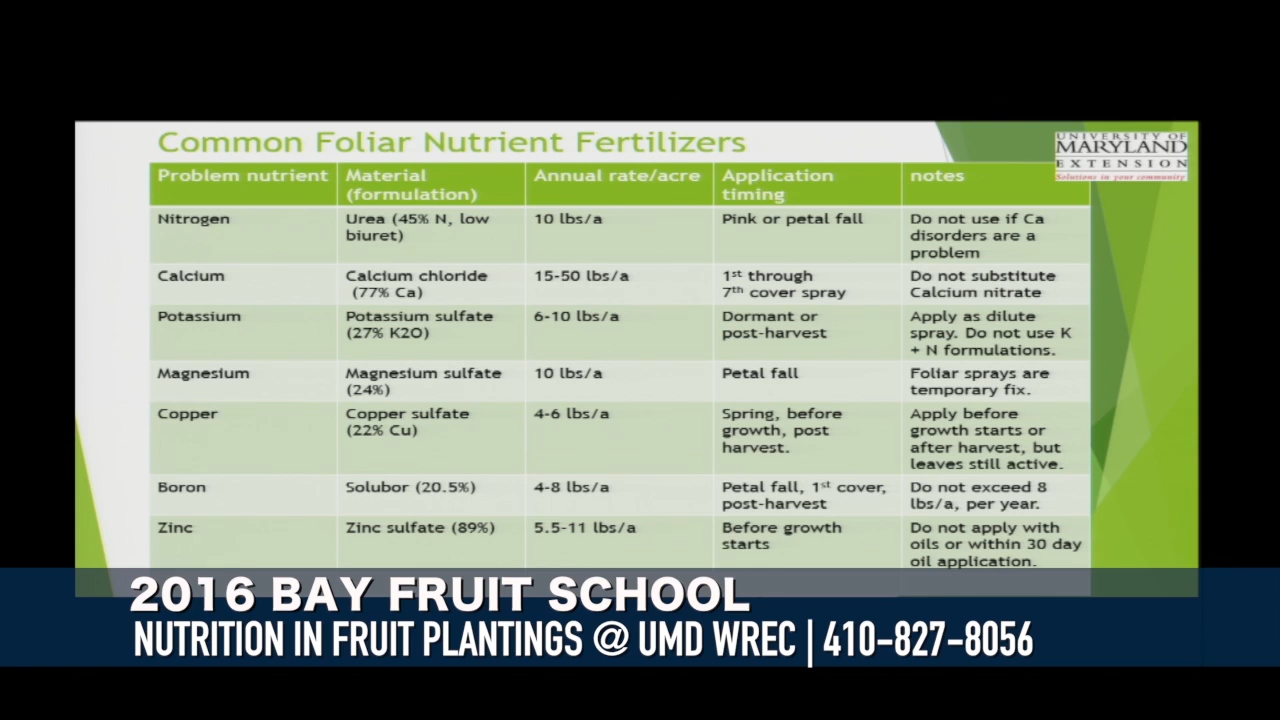 Common Foliar Nutrient Fertilizers
UNIVERSITY OF
MARYLAND
EXTENSION
Solutions in your community
Problem nutrient
Material
(formulation)
Annual rate/acre
Application
timing
notes
Nitrogen
Urea (45% N, low
biuret)
10 lbs/a
Pink or petal fall
Do not use if Ca
disorders are a
problem
Calcium
Calcium chloride
(77% Ca)
15-50 lbs/a
1st through
7th cover spray
Do not substitute
Calcium nitrate
Potassium
Potassium sulfate
(27% K2O)
6-10 lbs/a
Dormant or
post-harvest
Apply as dilute
spray. Do not use K
+ N formulations.
Magnesium
Magnesium sulfate
(24%)
10 lbs/a
Petal fall
Foliar sprays are
temporary fix.
Copper
Copper sulfate
(22% Cu)
4-6 lbs/a
Spring, before
growth, post
harvest.
Apply before
growth starts or
after harvest, but
leaves still active.
Boron
Solubor (20.5%)
4-8 lbs/a
Petal fall, 1st cover,
post-harvest
Do not exceed 8
lbs/a, per year.
Zinc
Zinc sulfate (89%)
5.5-11 lbs/a
Before growth
starts
Do not apply with
oils or within 30 day
oil application.
2016 BAY FRUIT SCHOOL
NUTRITION IN FRUIT PLANTINGS @ UMD WREC | 410-827-8056